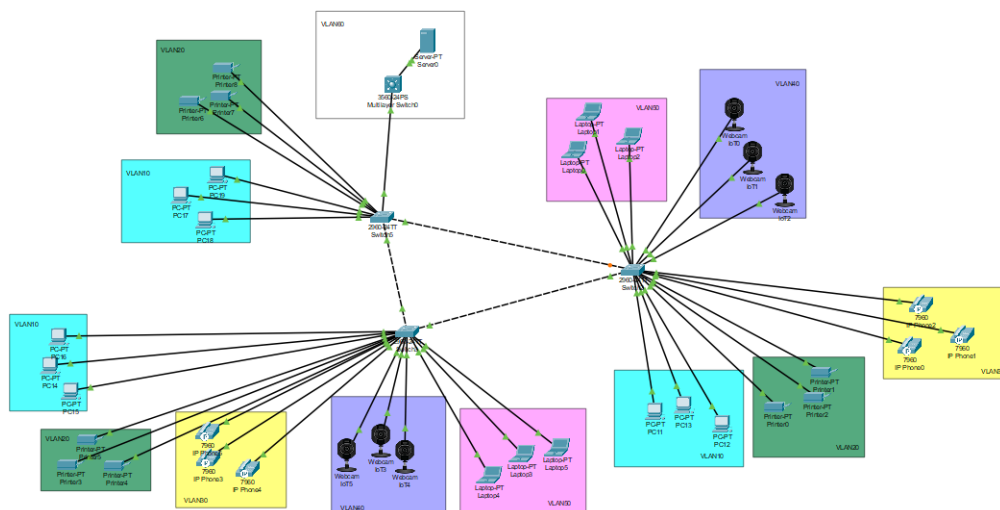 VLAN60
Server-PT
Server0
3560-24PS
Multilayer Switch0
VLAN20
Printer-PT
Printer-PT
Printer-PT
Printer7
Printer6
VLAN10
PC-PT
PC19
PC-PT
PC17
PC-PT
PC18
Switch5
VLAN50
Laptop-PT
Laptop1
Laptop-PT
Laptop2
Laptop-PT
VLAN40
Webcam
IoT0
Webcam
IoT1
Webcam
IoT2
7960
IP Phone2
7960
IP Phone1
7960
IP Phone0
Printer-PT
Printer1
Printer-PT
Printer2
Printer-PT
Printer0
VLAN20
PC-PT
PC11
PC-PT
PC13
PC-PT
PC12
VLAN10
VLAN10
PC-PT
PC16
PC-PT
PC14
PC-PT
PC15
VLAN20
Printer-PT
Printer-PT
Printer3
Printer-PT
Printer4
7960
7960
IP Phone3
7960
IP Phone4
VLAN30
Webcam
IoT5
Webcam
IoT3
Webcam
IoT4
Laptop-PT
Laptop5
Laptop-PT
Laptop3
Laptop-PT
Laptop4
VLAN50